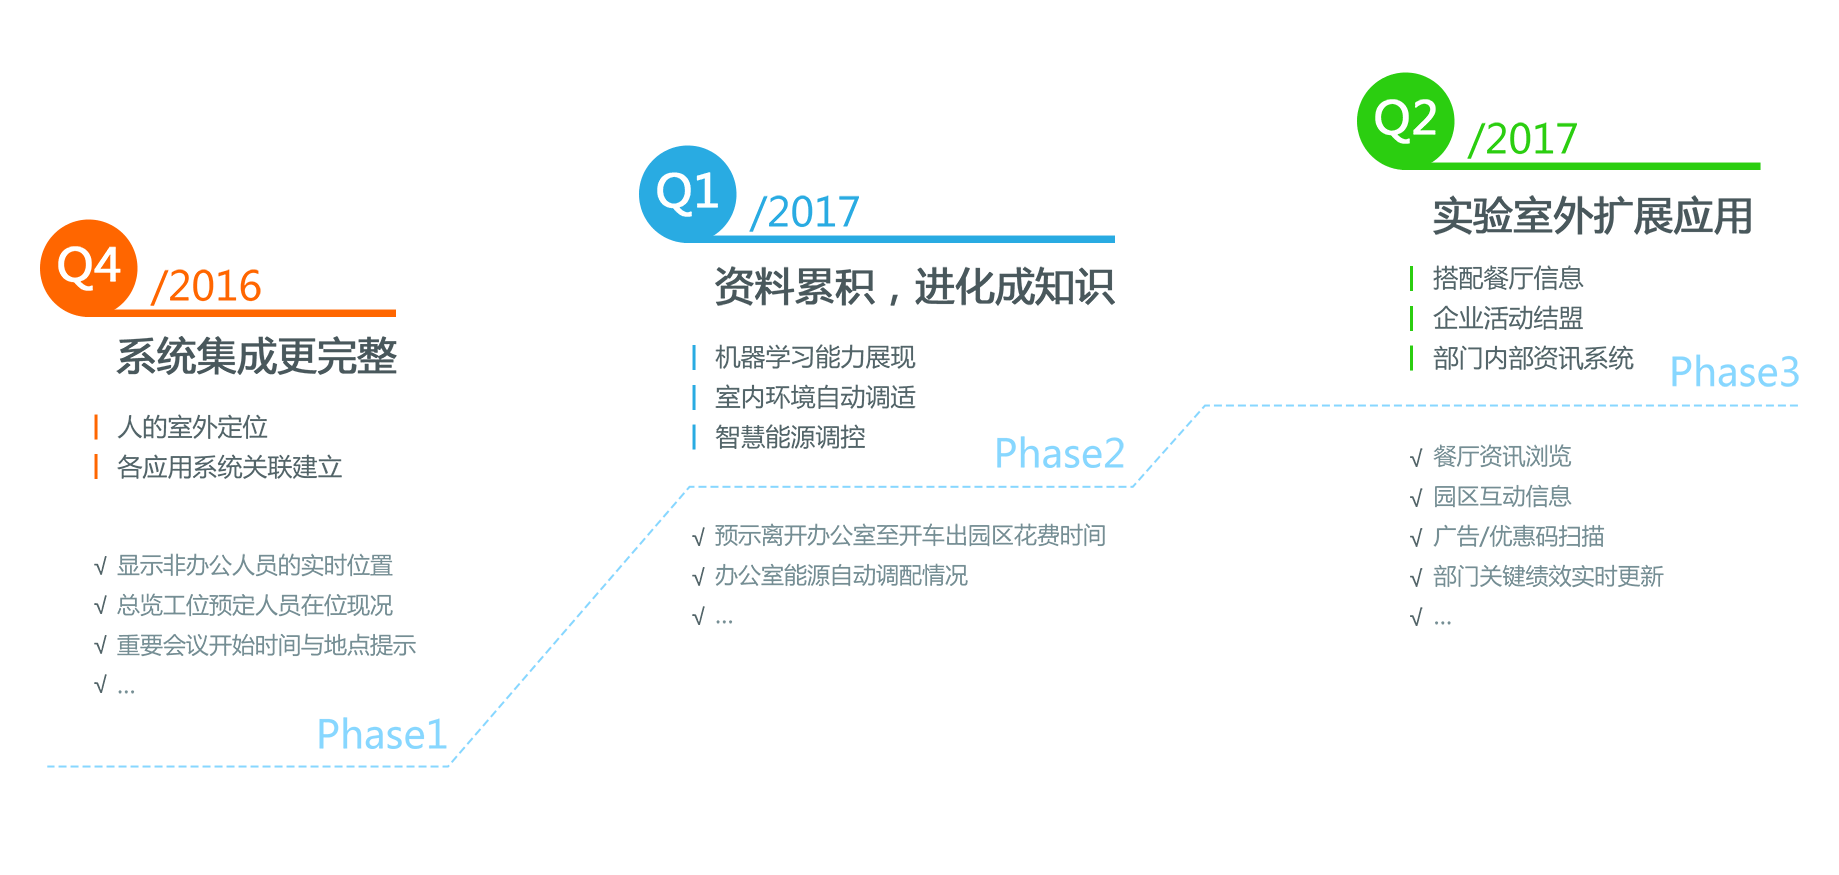 Q4 /2016
系统集成更完整
人的室外定位
各应用系统关联建立
√ 显示非办公人员的实时位置
√ 总览工位预定人员在位现况
√ 重要会议开始时间与地点提示
√ ...
Phase1
Q1 /2017
资料累积，进化成知识
机器学习能力展现
室内环境自动调适
智慧能源调控
Phase2
√ 预示离开办公室至开车出园区花费时间
√ 办公室能源自动调配情况
√ ...
Q2 /2017
实验室外扩展应用
搭配餐厅信息
企业活动结盟
部门内部资讯系统
Phase3
√ 餐厅资讯浏览
√ 园区互动信息
√ 广告/优惠码扫描
√ 部门关键绩效实时更新
√ ...